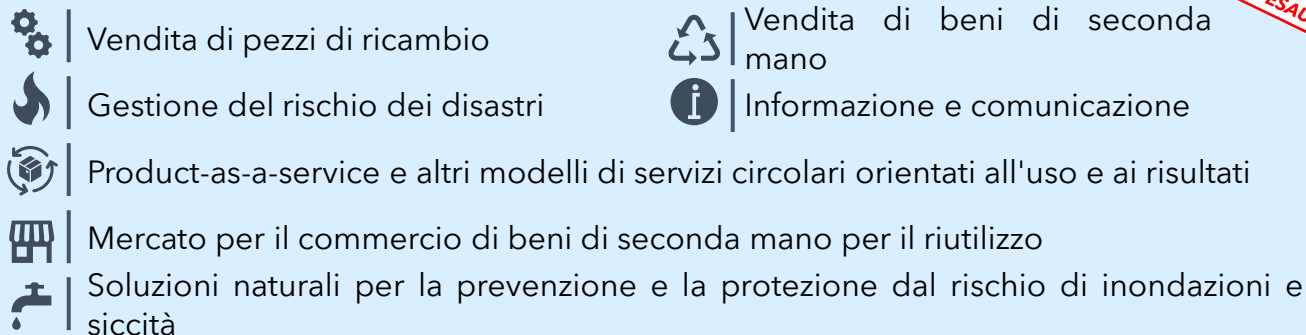 Vendita di pezzi di ricambio
Vendita di beni di seconda
mano
Gestione del rischio dei disastri
Informazione e comunicazione
Product-as-a-service e altri modelli di servizi circolari orientati all'uso e ai risultati
Mercato per il commercio di beni di seconda mano per il riutilizzo
Soluzioni naturali per la prevenzione e la protezione dal rischio di inondazioni e
siccità